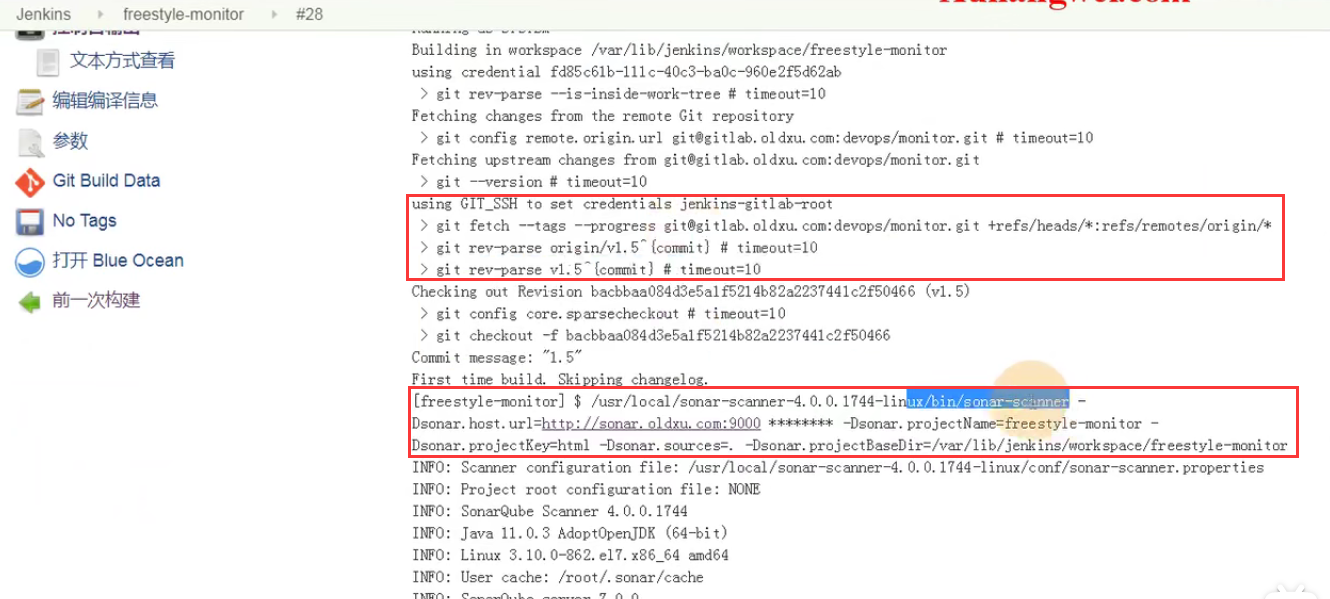 Jenkins freestyle-monitor #28
控制台输出
文本方式查看
编辑编译信息
参数
Git Build Data
No Tags
打开 Blue Ocean
前一次构建
Building in workspace /var/lib/jenkins/workspace/freestyle-monitor
using credential fd85c61b-111c-40c3-ba0c-960e2f5d62ab
> git rev-parse --is-inside-work-tree # timeout=10
Fetching changes from the remote Git repository
> git config remote.origin.url git@gitlab.oldxu.com:devops/monitor.git # timeout=10
Fetching upstream changes from git@gitlab.oldxu.com:devops/monitor.git
> git --version # timeout=10
using GIT_SSH to set credentials jenkins-gitlab-root
> git fetch --tags --progress git@gitlab.oldxu.com:devops/monitor.git +refs/heads/*:refs/remotes/origin/*
> git rev-parse origin/v1.5^{commit} # timeout=10
> git rev-parse v1.5^{commit} # timeout=10
Checking out Revision bacbbaa084d3e5a1f5214b82a2237441c2f50466 (v1.5)
> git config core.sparsecheckout # timeout=10
> git checkout -f bacbbaa084d3e5a1f5214b82a2237441c2f50466
Commit message: "1.5"
First time build. Skipping changelog.
[freestyle-monitor] $ /usr/local/sonar-scanner-4.0.0.1744-linux/bin/sonar-scanner -
Dsonar.host.url=http://sonar.oldxu.com:9000 ******** -Dsonar.projectName=freestyle-monitor -
Dsonar.projectKey=html -Dsonar.sources=. -Dsonar.projectBaseDir=/var/lib/jenkins/workspace/freestyle-monitor
INFO: Scanner configuration file: /usr/local/sonar-scanner-4.0.0.1744-linux/conf/sonar-scanner.properties
INFO: Project root configuration file: NONE
INFO: SonarQube Scanner 4.0.0.1744
INFO: Java 11.0.3 AdoptOpenJDK (64-bit)
INFO: Linux 3.10.0-862.el7.x86_64 amd64
INFO: User cache: /root/.sonar/cache